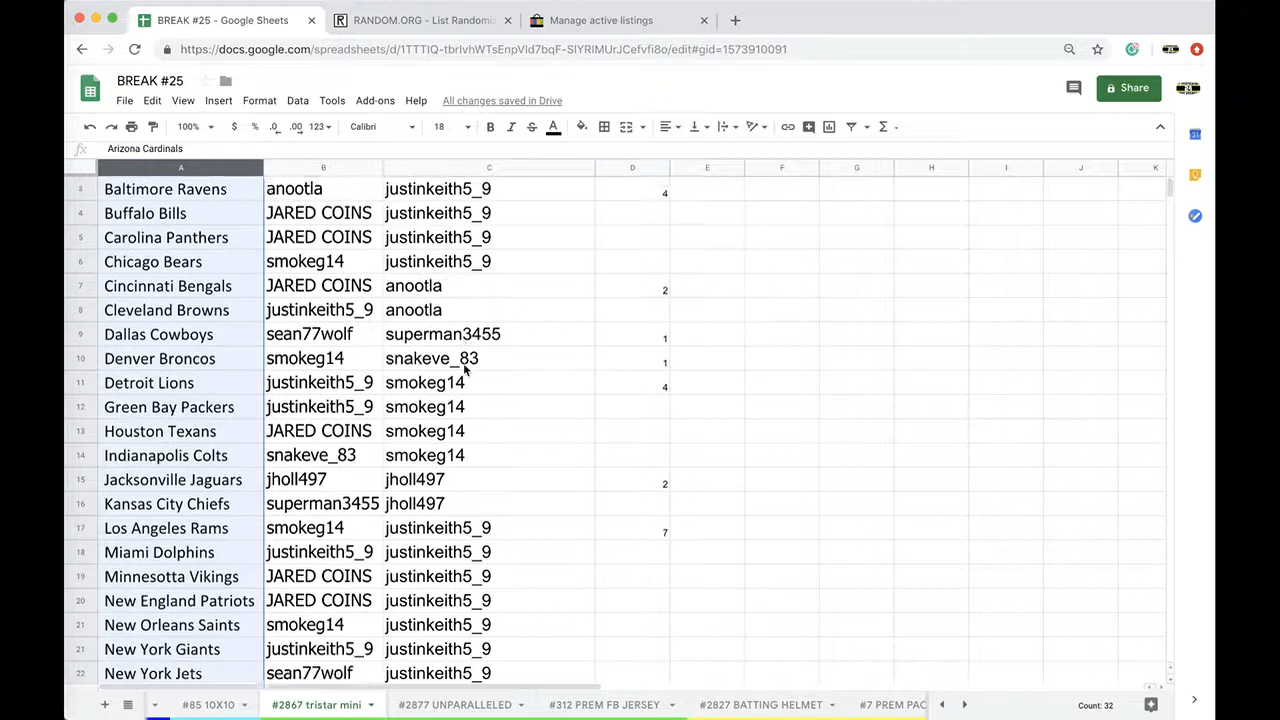 BREAK #25 - Google Sheets
RANDOM.ORG - List Randomi
Manage active listings
https://docs.google.com/spreadsheets/d/1TTTIQ-tbrIvhWTsEnpVId7bqF-SIYRIMUrJCefvfi8o/edit#gid=1573910091
BREAK #25
File Edit View Insert Format Data Tools Add-ons Help All changes saved in Drive
Share
100% $ % .0 .00 123 Calibri 18 B I S A
fx Arizona Cardinals
A B C D E F G H I J K
3 Baltimore Ravens anootla justinkeith5_9 4
4 Buffalo Bills JARED COINS justinkeith5_9
5 Carolina Panthers JARED COINS justinkeith5_9
6 Chicago Bears smokeg14 justinkeith5_9
7 Cincinnati Bengals JARED COINS anootla 2
8 Cleveland Browns justinkeith5_9 anootla
9 Dallas Cowboys sean77wolf superman3455 1
10 Denver Broncos smokeg14 snakeve_83 1
11 Detroit Lions justinkeith5_9 smokeg14 4
12 Green Bay Packers justinkeith5_9 smokeg14
13 Houston Texans JARED COINS smokeg14
14 Indianapolis Colts snakeve_83 smokeg14
15 Jacksonville Jaguars jholl497 jholl497 2
16 Kansas City Chiefs superman3455 jholl497
17 Los Angeles Rams smokeg14 justinkeith5_9 7
18 Miami Dolphins justinkeith5_9 justinkeith5_9
19 Minnesotta Vikings JARED COINS justinkeith5_9
20 New England Patriots JARED COINS justinkeith5_9
21 New Orleans Saints smokeg14 justinkeith5_9
21 New York Giants justinkeith5_9 justinkeith5_9
22 New York Jets sean77wolf justinkeith5_9
#85 10X10 #2867 tristar mini #2877 UNPARALLELED #312 PREM FB JERSEY #2827 BATTING HELMET #7 PREM PAC Count: 32